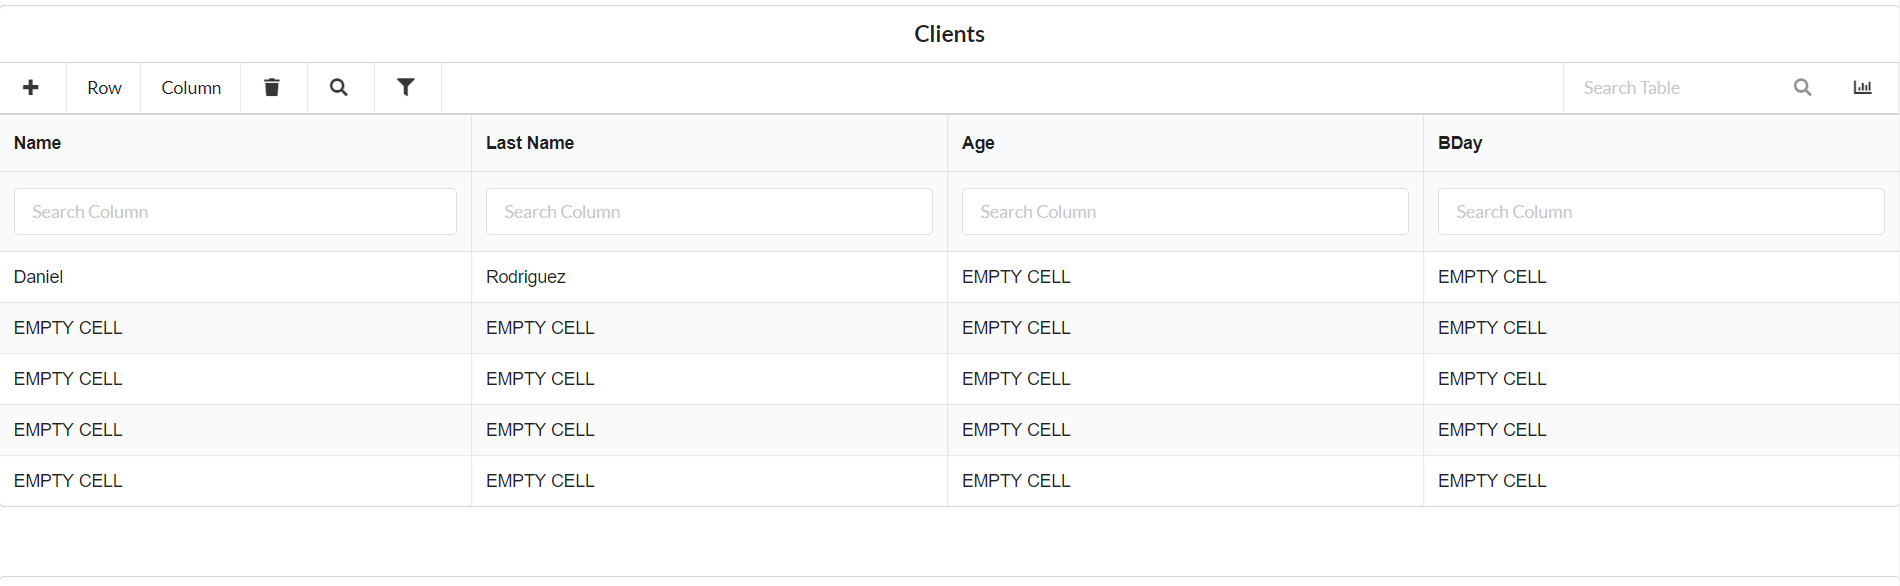 Clients
Row Column Search Table
Name Last Name Age BDay
Search Column Search Column Search Column Search Column
Daniel Rodriguez EMPTY CELL EMPTY CELL
EMPTY CELL EMPTY CELL EMPTY CELL EMPTY CELL
EMPTY CELL EMPTY CELL EMPTY CELL EMPTY CELL
EMPTY CELL EMPTY CELL EMPTY CELL EMPTY CELL
EMPTY CELL EMPTY CELL EMPTY CELL EMPTY CELL